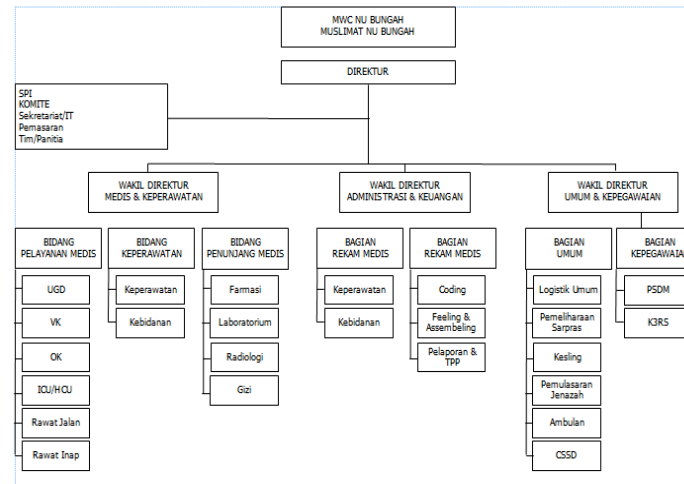 MWC NU BUNGAH
MUSLIMAT NU BUNGAH
DIREKTUR
SPI
KOMITE
Sekretariat/IT
Pemasaran
Tim/Panitia
WAKIL DIREKTUR
MEDIS & KEPERAWATAN
WAKIL DIREKTUR
ADMINISTRASI & KEUANGAN
WAKIL DIREKTUR
UMUM & KEPEGAWAIAN
BIDANG
PELAYANAN MEDIS
UGD
VK
OK
ICU/HCU
Rawat Jalan
Rawat Inap
BIDANG
KEPERAWATAN
Keperawatan
Kebidanan
BIDANG
PENUNJANG MEDIS
Farmasi
Laboratorium
Radiologi
Gizi
BAGIAN
REKAM MEDIS
Keperawatan
Kebidanan
BAGIAN
REKAM MEDIS
Coding
Feeling &
Assembeling
Pelaporan &
TPP
BAGIAN
UMUM
Logistik Umum
Pemeliharaan
Sarpras
Kesling
Pemulasaran
Jenazah
Ambulan
CSSD
BAGIAN
KEPEGAWAIAN
PSDM
K3RS